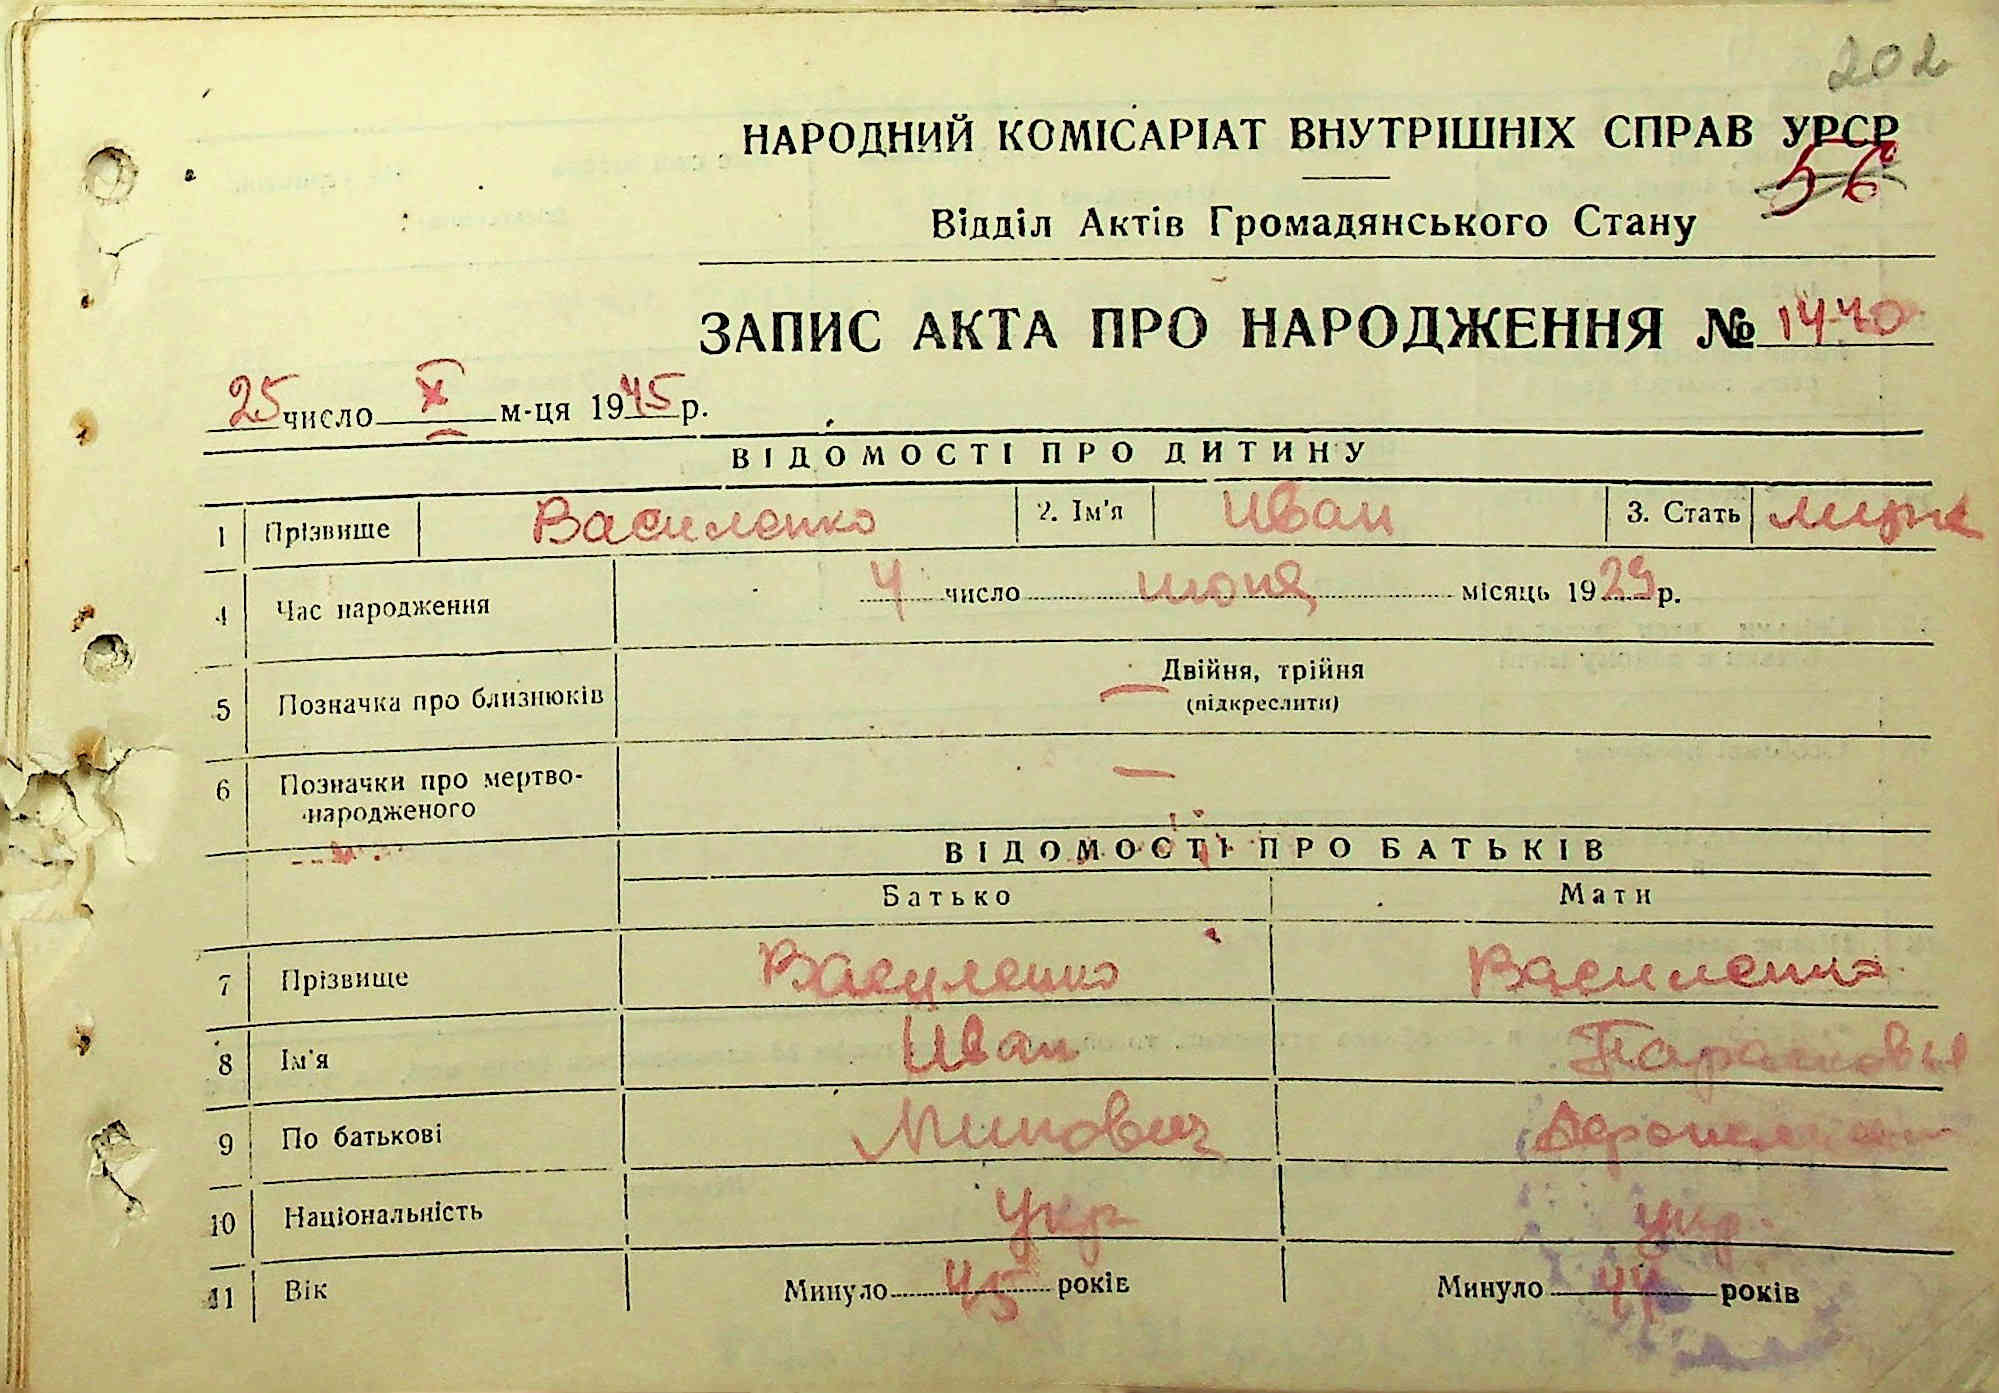 202
НАРОДНИЙ КОМІСАРІАТ ВНУТРІШНІХ СПРАВ УРСР
56
Відділ Актів Громадянського Стану
ЗАПИС АКТА ПРО НАРОДЖЕННЯ № 1440
25 число X м-ця 1945 р.
ВІДОМОСТІ ПРО ДИТИНУ
1 Прізвище Василенко 2. Ім'я Иван 3. Стать муж
4 Час народження 4 число июня місяць 1929 р.
5 Позначка про близнюків Двійня, трійня
(підкреслити)
6 Позначки про мертво-
народженого —
ВІДОМОСТІ ПРО БАТЬКІВ
Батько Мати
7 Прізвище Василенко Василенко
8 Ім'я Иван Парасковья
9 По батькові
10 Національність укр укр.
11 Вік Минуло 45 років Минуло 44 років